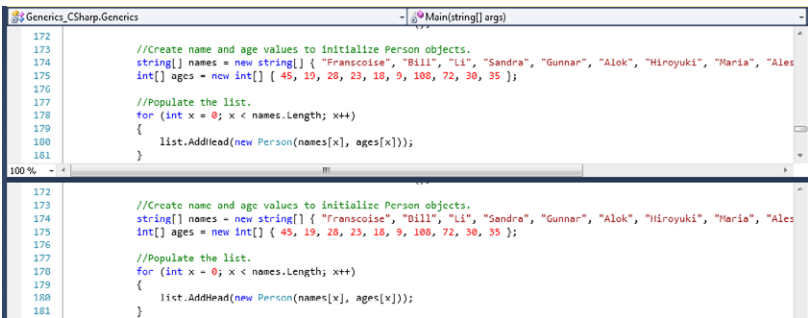 Generics_CSharp.Generics Main(string[] args)
172
173 //Create name and age values to initialize Person objects.
174 string[] names = new string[] { "Franscoise", "Bill", "Li", "Sandra", "Gunnar", "Alok", "Hiroyuki", "Maria", "Ales
175 int[] ages = new int[] { 45, 19, 28, 23, 18, 9, 108, 72, 30, 35 };
176
177 //Populate the list.
178 for (int x = 0; x < names.Length; x++)
179 {
180 list.AddHead(new Person(names[x], ages[x]));
181 }
100 %
172
173 //Create name and age values to initialize Person objects.
174 string[] names = new string[] { "Franscoise", "Bill", "Li", "Sandra", "Gunnar", "Alok", "Hiroyuki", "Maria", "Ales
175 int[] ages = new int[] { 45, 19, 28, 23, 18, 9, 108, 72, 30, 35 };
176
177 //Populate the list.
178 for (int x = 0; x < names.Length; x++)
179 {
180 list.AddHead(new Person(names[x], ages[x]));
181 }